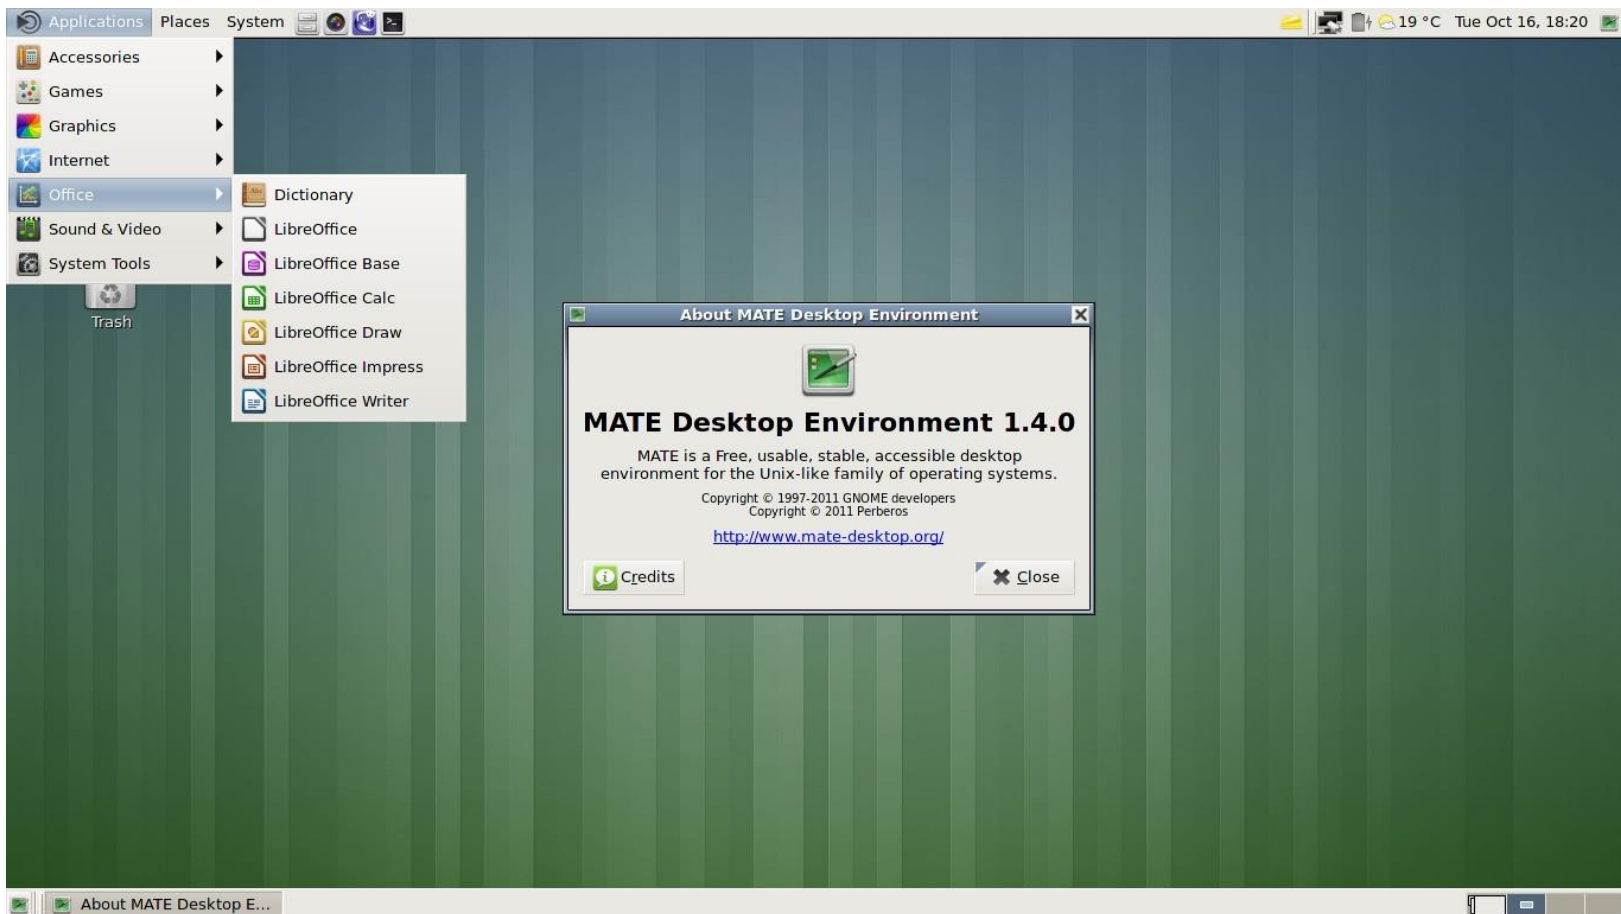 Applications Places System 19 °C Tue Oct 16, 18:20
Accessories
Games
Graphics
Internet
Office
Sound & Video
System Tools
Dictionary
LibreOffice
LibreOffice Base
LibreOffice Calc
LibreOffice Draw
LibreOffice Impress
LibreOffice Writer
Trash
About MATE Desktop Environment
MATE Desktop Environment 1.4.0
MATE is a Free, usable, stable, accessible desktop
environment for the Unix-like family of operating systems.
Copyright © 1997-2011 GNOME developers
Copyright © 2011 Perberos
http://www.mate-desktop.org/
Credits Close
About MATE Desktop E...